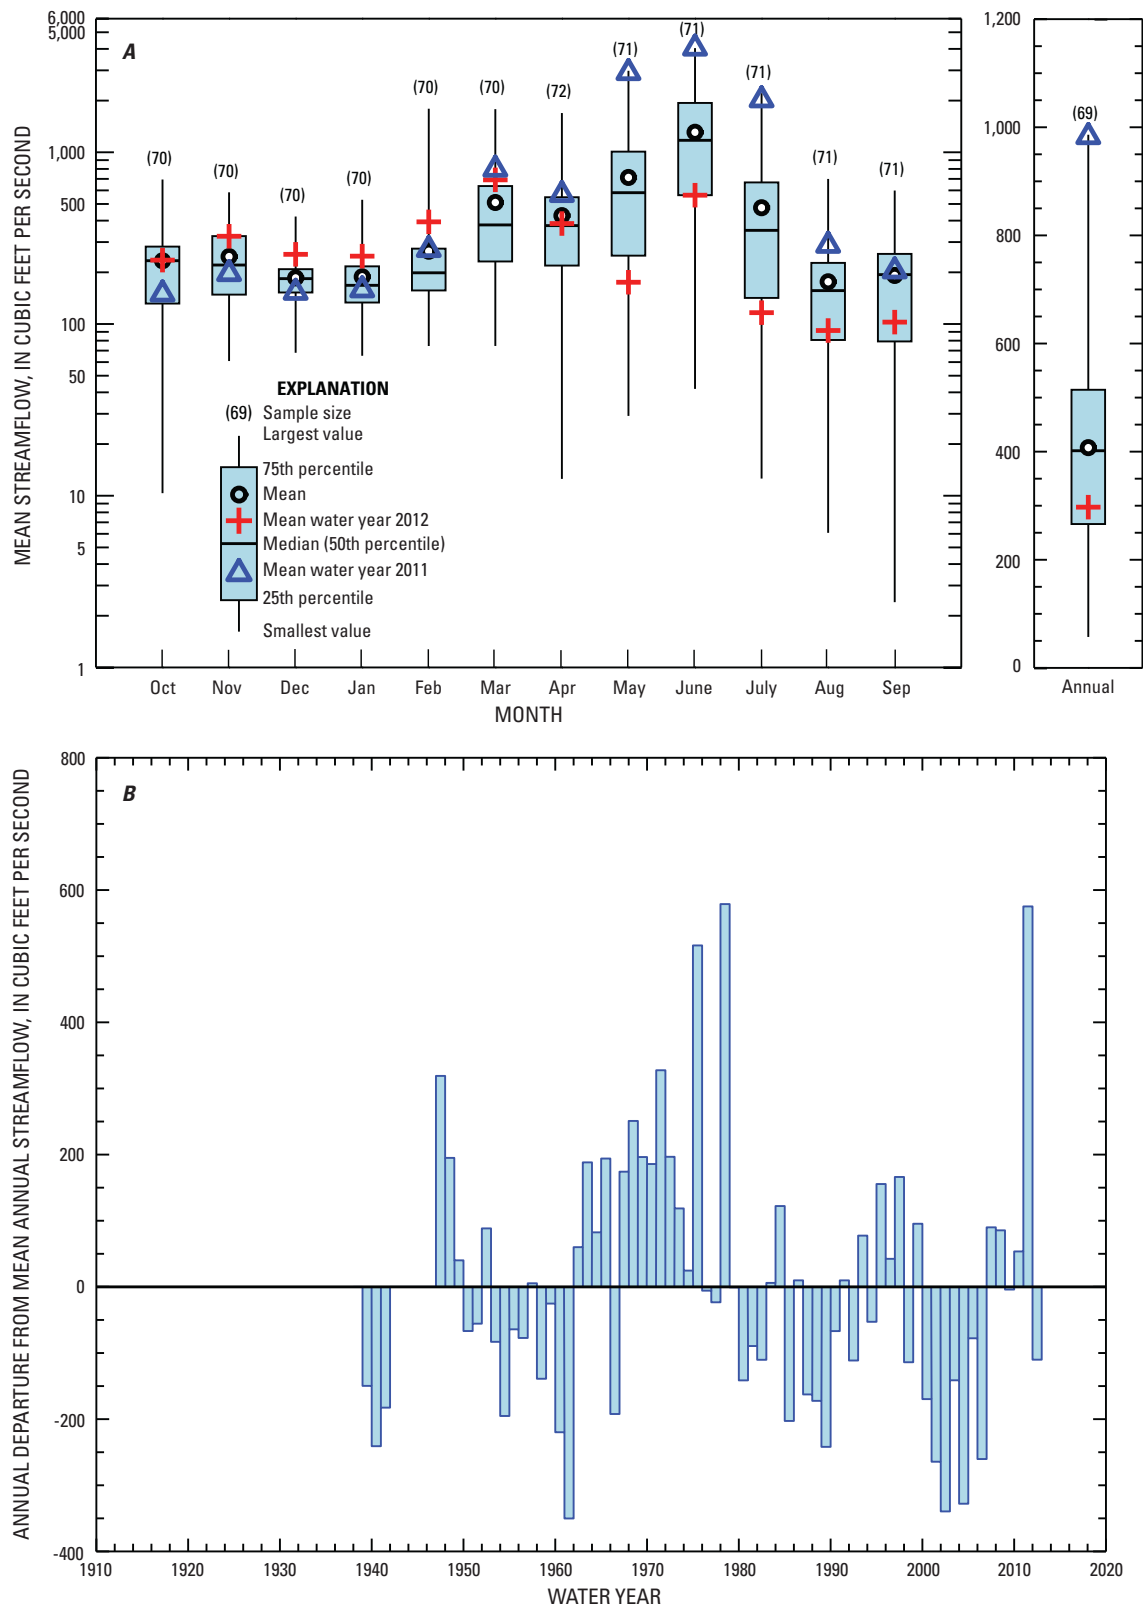 A
MEAN STREAMFLOW, IN CUBIC FEET PER SECOND
6,000
5,000
1,000
500
100
50
10
5
1
(70)
(70)
(70)
(70)
(70)
(70)
(72)
(71)
(71)
(71)
(71)
(71)
EXPLANATION
(69) Sample size
Largest value
75th percentile
Mean
Mean water year 2012
Median (50th percentile)
Mean water year 2011
25th percentile
Smallest value
Oct Nov Dec Jan Feb Mar Apr May June July Aug Sep
MONTH
1,200
1,000
800
600
400
200
0
(69)
Annual
B
ANNUAL DEPARTURE FROM MEAN ANNUAL STREAMFLOW, IN CUBIC FEET PER SECOND
800
600
400
200
0
-200
-400
1910 1920 1930 1940 1950 1960 1970 1980 1990 2000 2010 2020
WATER YEAR